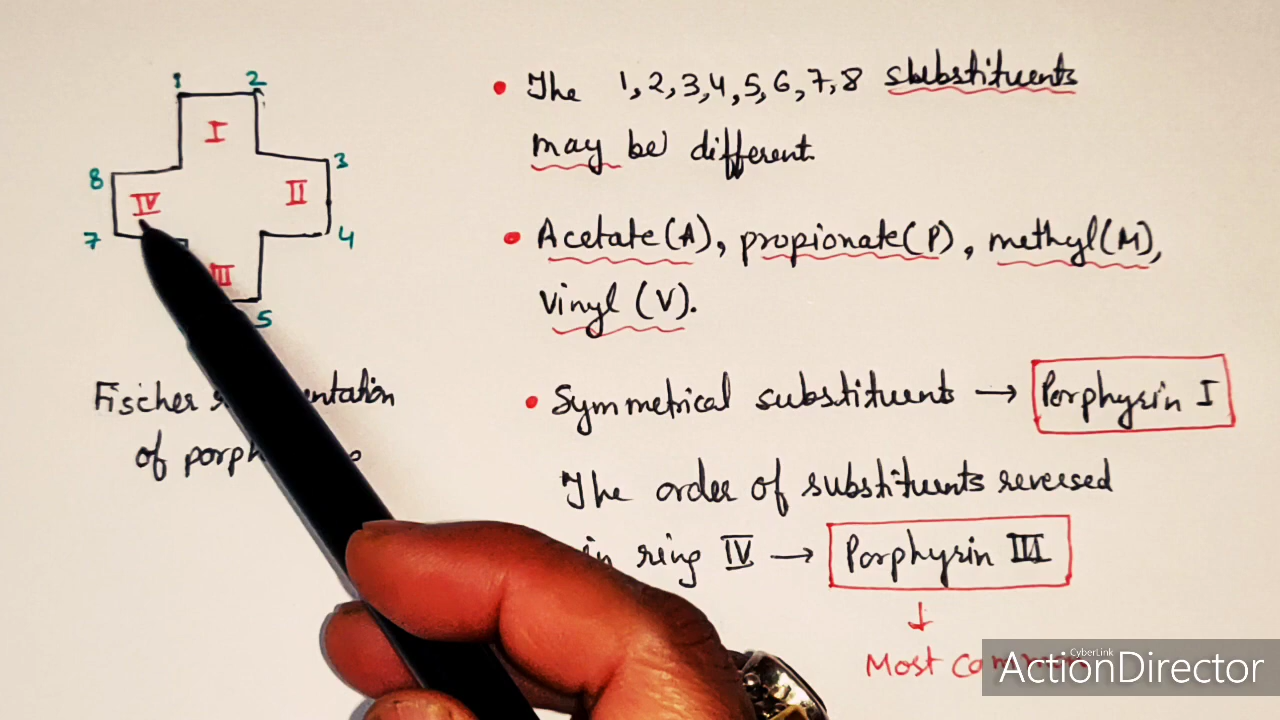 1 2
I
3
8
II
IV
7
4
III
5
Fischer
of
• The 1,2,3,4,5,6,7,8 substituents
may be different.
• Acetate(A), propionate(P), methyl(M),
vinyl (V).
• Symmetrical substituents → Porphyrin I
The order of substituents reversed
in ring IV → Porphyrin III
↓
Most
CyberLink
ActionDirector